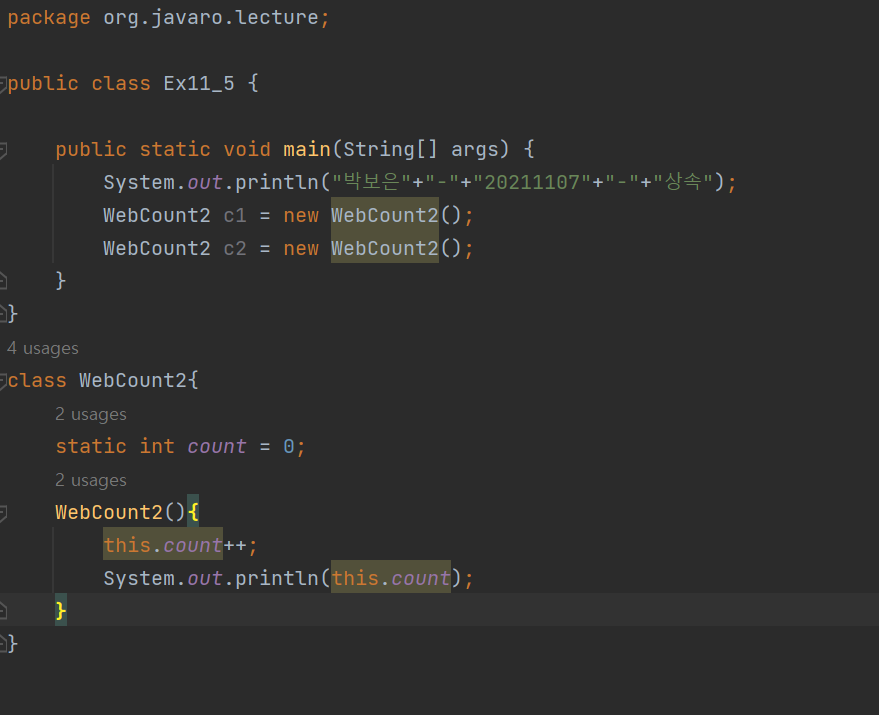 package org.javaro.lecture;
public class Ex11_5 {
public static void main(String[] args) {
System.out.println("박보은"+"-"+"20211107"+"-"+"상속");
WebCount2 c1 = new WebCount2();
WebCount2 c2 = new WebCount2();
}
}
4 usages
class WebCount2{
2 usages
static int count = 0;
2 usages
WebCount2(){
this.count++;
System.out.println(this.count);
}
}